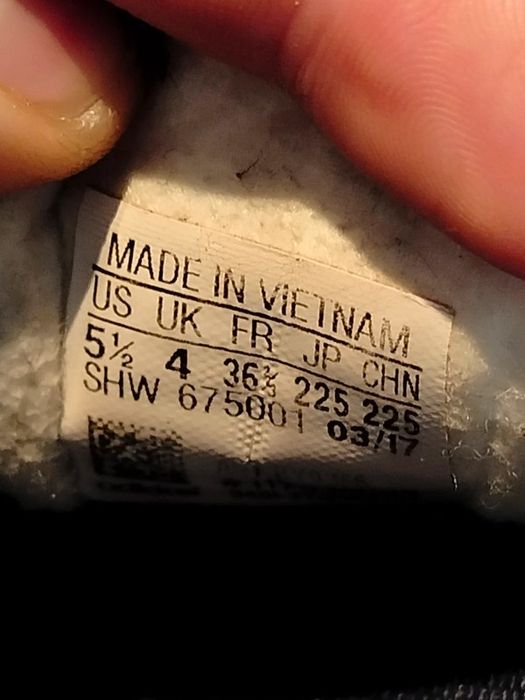 MADE IN VIETNAM
US UK FR JP CHN
5½ 4 36⅔ 225 225
SHW 675001 03/17